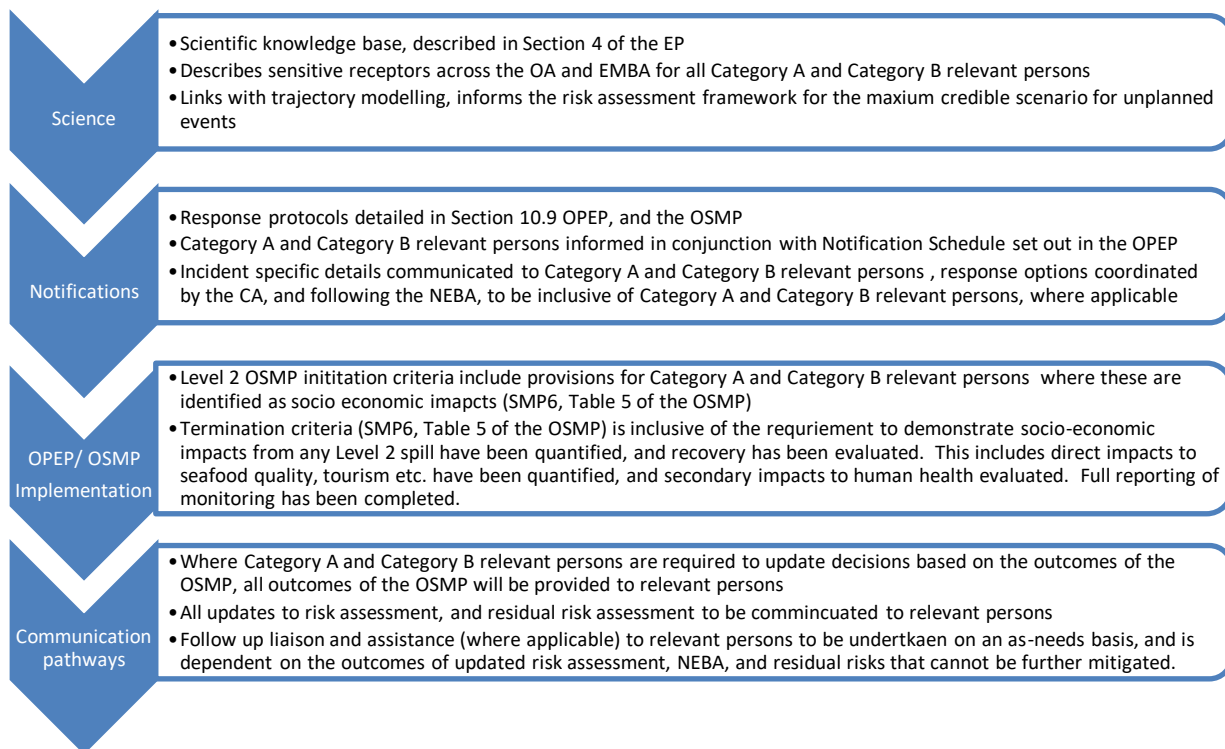 Science
•Scientific knowledge base, described in Section 4 of the EP
•Describes sensitive receptors across the OA and EMBA for all Category A and Category B relevant persons
•Links with trajectory modelling, informs the risk assessment framework for the maxium credible scenario for unplanned
events
Notifications
•Response protocols detailed in Section 10.9 OPEP, and the OSMP
•Category A and Category B relevant persons informed in conjunction with Notification Schedule set out in the OPEP
•Incident specific details communicated to Category A and Category B relevant persons , response options coordinated
by the CA, and following the NEBA, to be inclusive of Category A and Category B relevant persons, where applicable
OPEP/ OSMP
Implementation
•Level 2 OSMP inititation criteria include provisions for Category A and Category B relevant persons where these are
identified as socio economic imapcts (SMP6, Table 5 of the OSMP)
•Termination criteria (SMP6, Table 5 of the OSMP) is inclusive of the requriement to demonstrate socio-economic
impacts from any Level 2 spill have been quantified, and recovery has been evaluated. This includes direct impacts to
seafood quality, tourism etc. have been quantified, and secondary impacts to human health evaluated. Full reporting of
monitoring has been completed.
Communication
pathways
•Where Category A and Category B relevant persons are required to update decisions based on the outcomes of the
OSMP, all outcomes of the OSMP will be provided to relevant persons
•All updates to risk assessment, and residual risk assessment to be commincuated to relevant persons
•Follow up liaison and assistance (where applicable) to relevant persons to be undertkaen on an as-needs basis, and is
dependent on the outcomes of updated risk assessment, NEBA, and residual risks that cannot be further mitigated.